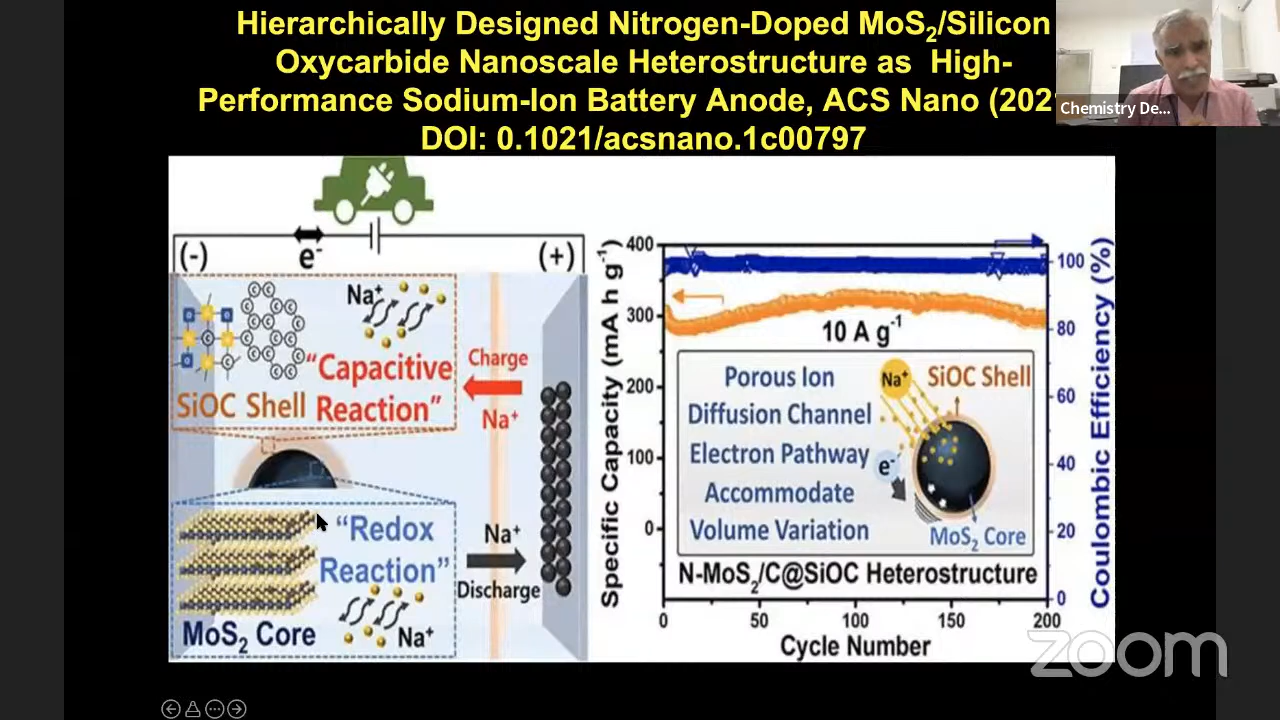 Hierarchically Designed Nitrogen-Doped MoS2/Silicon
Oxycarbide Nanoscale Heterostructure as High-
Performance Sodium-Ion Battery Anode, ACS Nano (202
DOI: 0.1021/acsnano.1c00797
Chemistry De...
(-)
e-
(+)
Na+
"Capacitive
SiOC Shell Reaction"
Charge
Na+
"Redox
Reaction"
MoS2 Core
Na+
Na+
Discharge
Specific Capacity (mA h g-1)
400
300
200
100
0
10 A g-1
Porous Ion
Diffusion Channel
Electron Pathway
Accommodate
Volume Variation
Na+
SiOC Shell
e-
MoS2 Core
N-MoS2/C@SiOC Heterostructure
0
50
100
150
200
Cycle Number
100
80
60
40
20
0
Coulombic Efficiency (%)
C
zoom